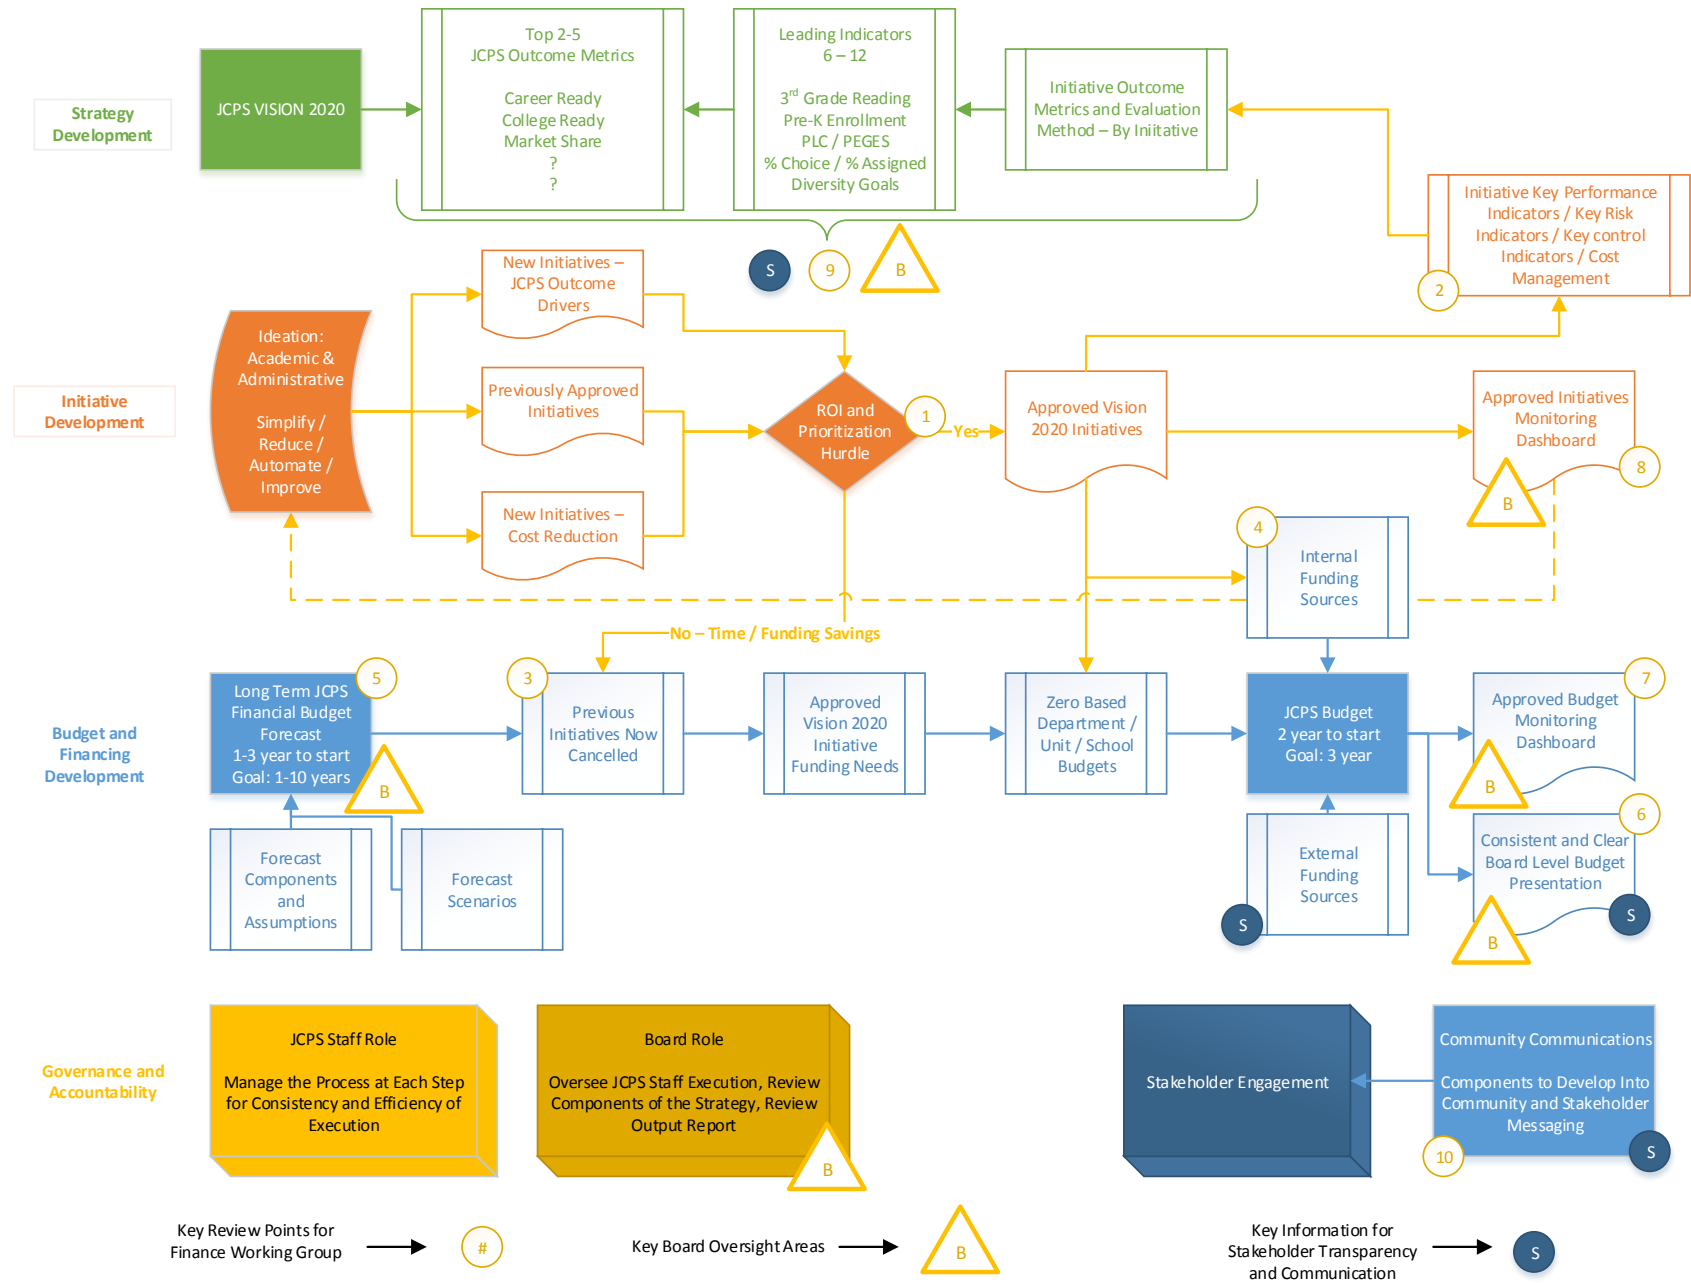 Strategy
Development
JCPS VISION 2020
Top 2-5
JCPS Outcome Metrics
Career Ready
College Ready
Market Share
?
?
Leading Indicators
6 – 12
3rd Grade Reading
Pre-K Enrollment
PLC / PEGES
% Choice / % Assigned
Diversity Goals
Initiative Outcome
Metrics and Evaluation
Method – By Iniitative
Initiative Key Performance
Indicators / Key Risk
Indicators / Key control
Indicators / Cost
Management
2
S
9
B
Initiative
Development
Ideation:
Academic &
Administrative
Simplify /
Reduce /
Automate /
Improve
New Initiatives –
JCPS Outcome
Drivers
Previously Approved
Initiatives
New Initiatives –
Cost Reduction
ROI and
Prioritization
Hurdle
1
Yes
Approved Vision
2020 Initiatives
Approved Initiatives
Monitoring
Dashboard
8
B
4
Internal
Funding
Sources
No – Time / Funding Savings
Budget and
Financing
Development
Long Term JCPS
Financial Budget
Forecast
1-3 year to start
Goal: 1-10 years
5
B
3
Previous
Initiatives Now
Cancelled
Approved
Vision 2020
Initiative
Funding Needs
Zero Based
Department /
Unit / School
Budgets
JCPS Budget
2 year to start
Goal: 3 year
7
Approved Budget
Monitoring
Dashboard
B
Forecast
Components
and
Assumptions
Forecast
Scenarios
External
Funding
Sources
S
6
Consistent and Clear
Board Level Budget
Presentation
B
S
Governance and
Accountability
JCPS Staff Role
Manage the Process at Each Step
for Consistency and Efficiency of
Execution
Board Role
Oversee JCPS Staff Execution, Review
Components of the Strategy, Review
Output Report
B
Stakeholder Engagement
Community Communications
Components to Develop Into
Community and Stakeholder
Messaging
10
S
Key Review Points for
Finance Working Group
#
Key Board Oversight Areas
B
Key Information for
Stakeholder Transparency
and Communication
S